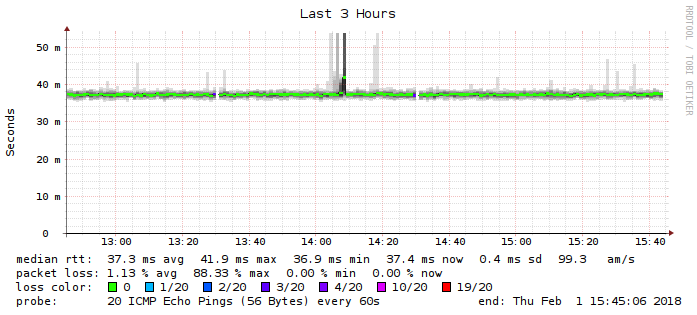 Last 3 Hours
RRDTOOL / TOBI OETIKER
Seconds
50 m
40 m
30 m
20 m
10 m
0
13:00 13:20 13:40 14:00 14:20 14:40 15:00 15:20 15:40
median rtt: 37.3 ms avg 41.9 ms max 36.9 ms min 37.4 ms now 0.4 ms sd 99.3 am/s
packet loss: 1.13 % avg 88.33 % max 0.00 % min 0.00 % now
loss color: 0 1/20 2/20 3/20 4/20 10/20 19/20
probe: 20 ICMP Echo Pings (56 Bytes) every 60s end: Thu Feb 1 15:45:06 2018